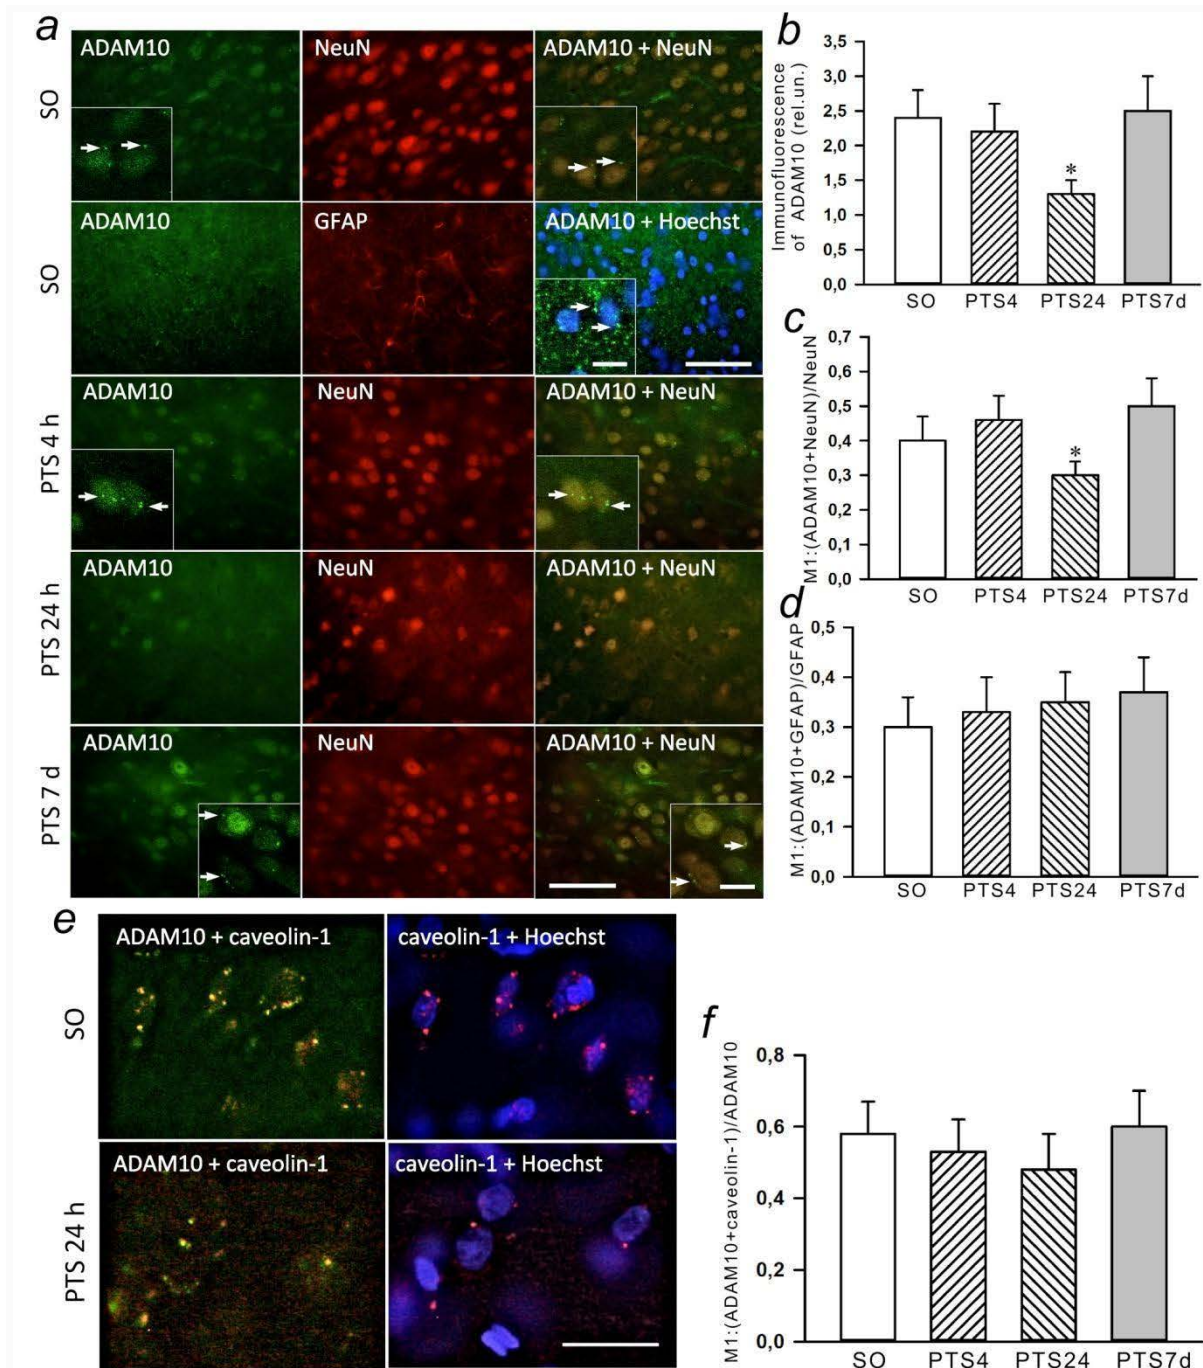 a
ADAM10 NeuN ADAM10 + NeuN
SO
ADAM10 GFAP ADAM10 + Hoechst
SO
ADAM10 NeuN ADAM10 + NeuN
PTS 4 h
ADAM10 NeuN ADAM10 + NeuN
PTS 24 h
ADAM10 NeuN ADAM10 + NeuN
PTS 7 d
b
Immunofluorescence
of ADAM10 (rel.un.)
4,0
3,5
3,0
2,5
2,0
1,5
1,0
0,5
0,0
*
SO PTS4 PTS24 PTS7d
c
M1:(ADAM10+NeuN)/NeuN
0,7
0,6
0,5
0,4
0,3
0,2
0,1
0,0
*
SO PTS4 PTS24 PTS7d
d
M1:(ADAM10+GFAP)/GFAP
0,5
0,4
0,3
0,2
0,1
0,0
SO PTS4 PTS24 PTS7d
e
ADAM10 + caveolin-1 caveolin-1 + Hoechst
SO
ADAM10 + caveolin-1 caveolin-1 + Hoechst
PTS 24 h
f
M1:(ADAM10+caveolin-1)/ADAM10
0,8
0,6
0,4
0,2
0,0
SO PTS4 PTS24 PTS7d